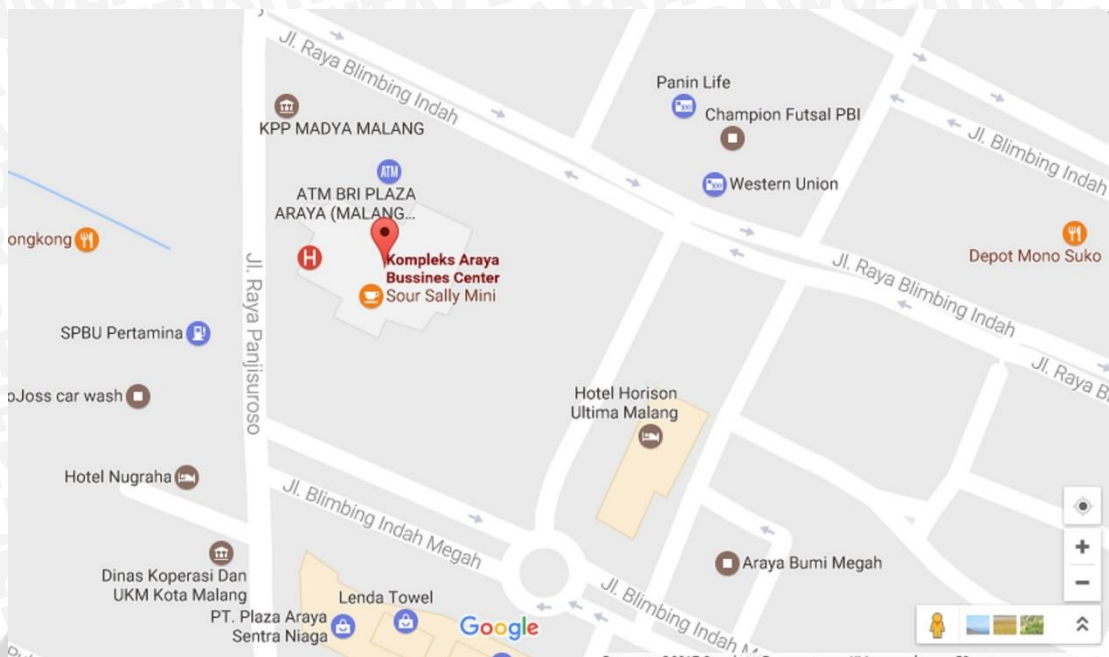 Jl. Raya Blimbing Indah
KPP MADYA MALANG
Panin Life
Champion Futsal PBI
Jl. Blimbing Indah
ATM
ATM BRI PLAZA
ARAYA (MALANG...
Western Union
ongkong
H
Kompleks Araya
Bussines Center
Sour Sally Mini
Depot Mono Suko
Jl. Raya Blimbing Indah
Jl. Raya Panjisuroso
SPBU Pertamina
Jl. Raya B
oJoss car wash
Hotel Horison
Ultima Malang
Hotel Nugraha
Jl. Blimbing Indah Megah
Araya Bumi Megah
Dinas Koperasi Dan
UKM Kota Malang
Lenda Towel
PT. Plaza Araya
Sentra Niaga
Google
Jl. Blimbing Indah M